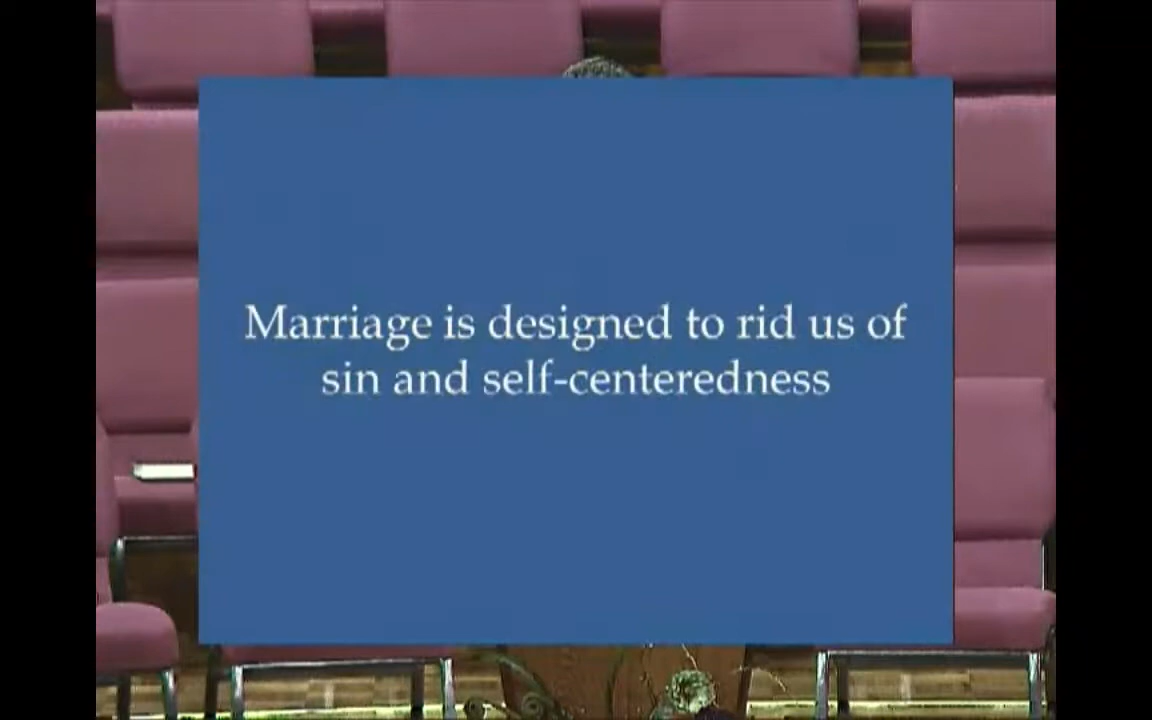 Marriage is designed to rid us of
sin and self-centeredness